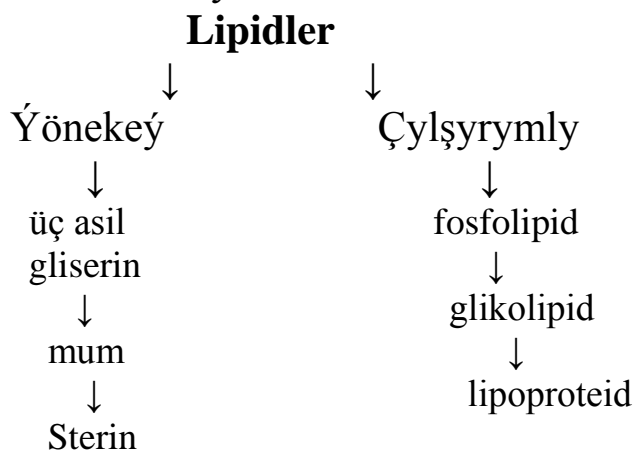 Lipidler
↓ ↓
Ýönekeý Çylşyrymly
↓ ↓
üç asil fosfolipid
gliserin ↓
↓ glikolipid
mum ↓
↓ lipoproteid
Sterin